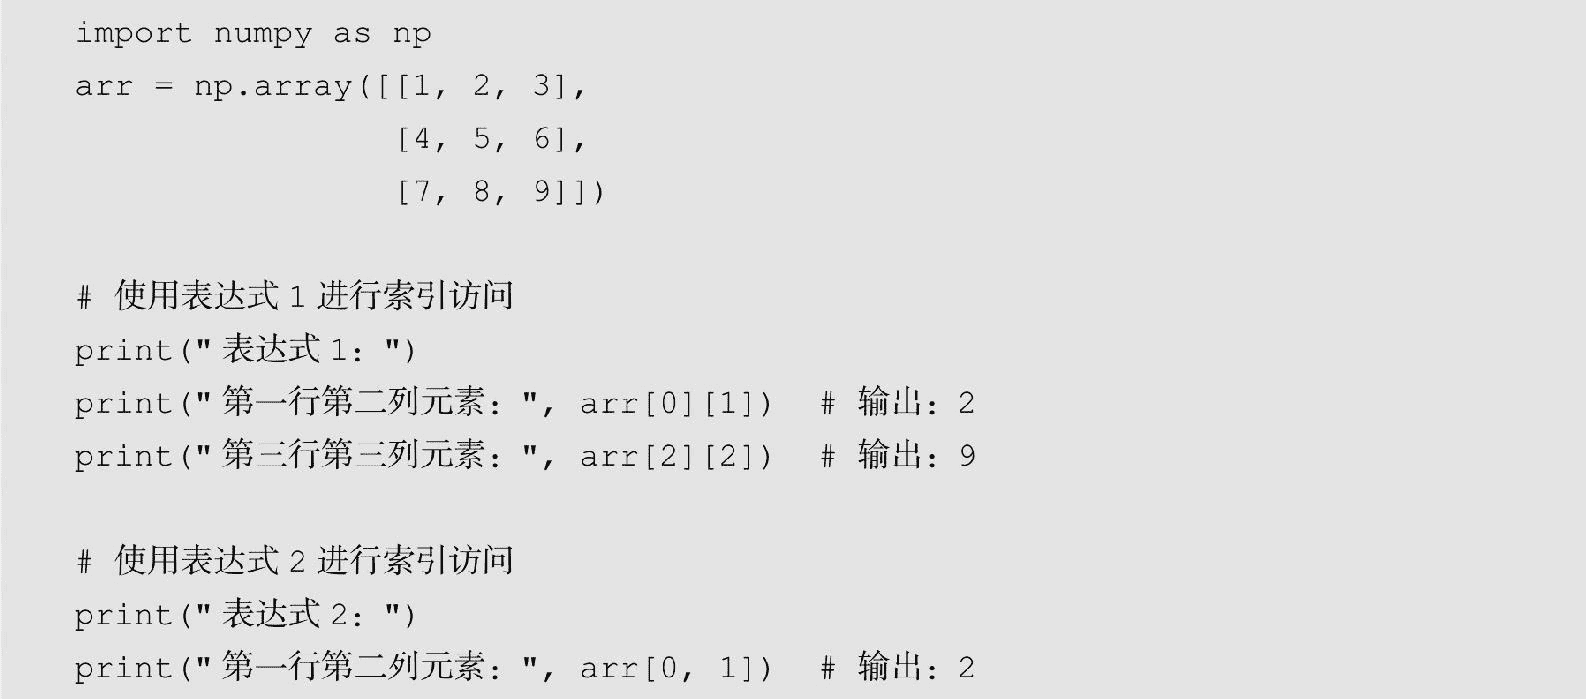 import numpy as np
arr = np.array([[1, 2, 3],
                [4, 5, 6],
                [7, 8, 9]])
# 使用表达式 1 进行索引访问
print("表达式 1：")
print("第一行第二列元素：", arr[0][1])  # 输出：2
print("第三行第三列元素：", arr[2][2])  # 输出：9
# 使用表达式 2 进行索引访问
print("表达式 2：")
print("第一行第二列元素：", arr[0, 1])  # 输出：2